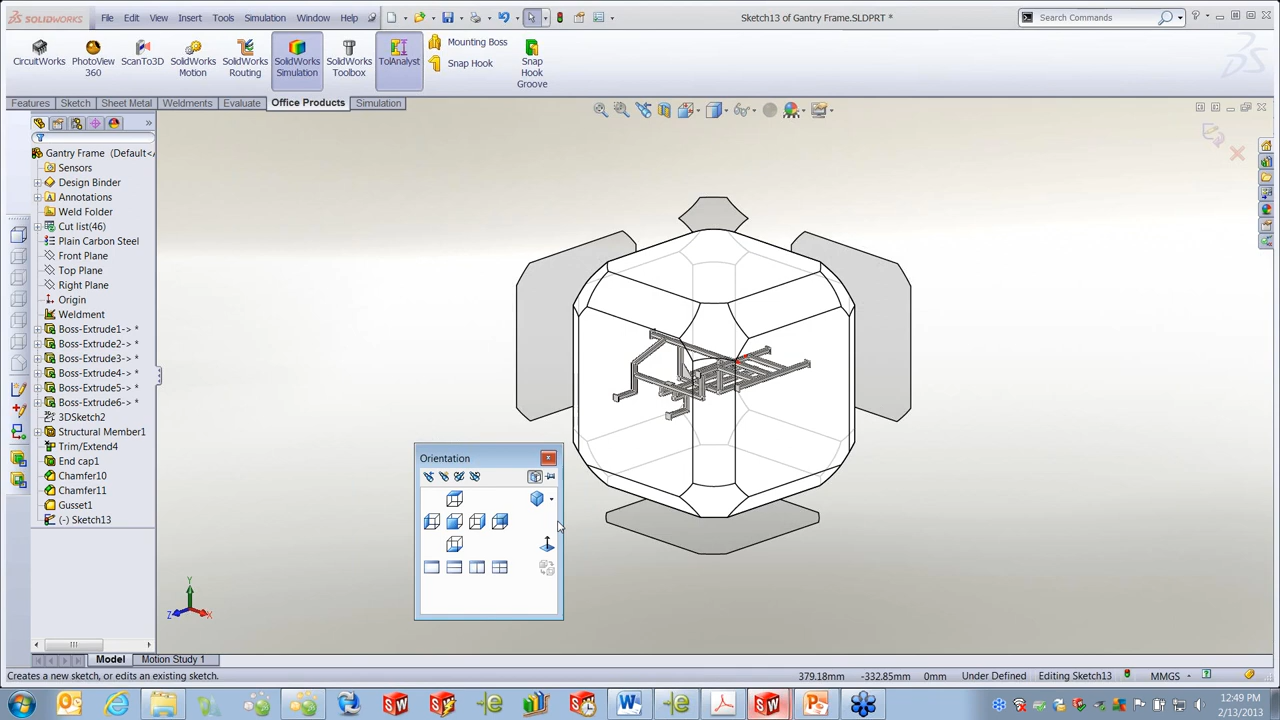 SOLIDWORKS File Edit View Insert Tools Simulation Window Help Sketch13 of Gantry Frame.SLDPRT * Search Commands
CircuitWorks PhotoView 360 ScanTo3D SolidWorks Motion SolidWorks Routing SolidWorks Simulation SolidWorks Toolbox TolAnalyst Mounting Boss Snap Hook Snap Hook Groove
Features Sketch Sheet Metal Weldments Evaluate Office Products Simulation
Gantry Frame (Default<
Sensors
Design Binder
Annotations
Weld Folder
Cut list(46)
Plain Carbon Steel
Front Plane
Top Plane
Right Plane
Origin
Weldment
Boss-Extrude1-> *
Boss-Extrude2-> *
Boss-Extrude3-> *
Boss-Extrude4-> *
Boss-Extrude5-> *
Boss-Extrude6-> *
3DSketch2
Structural Member1
Trim/Extend4
End cap1
Chamfer10
Chamfer11
Gusset1
(-) Sketch13
Orientation
Y
Z X
Model Motion Study 1
Creates a new sketch, or edits an existing sketch. 379.18mm -332.85mm 0mm Under Defined Editing Sketch13 MMGS
12:49 PM
2/13/2013